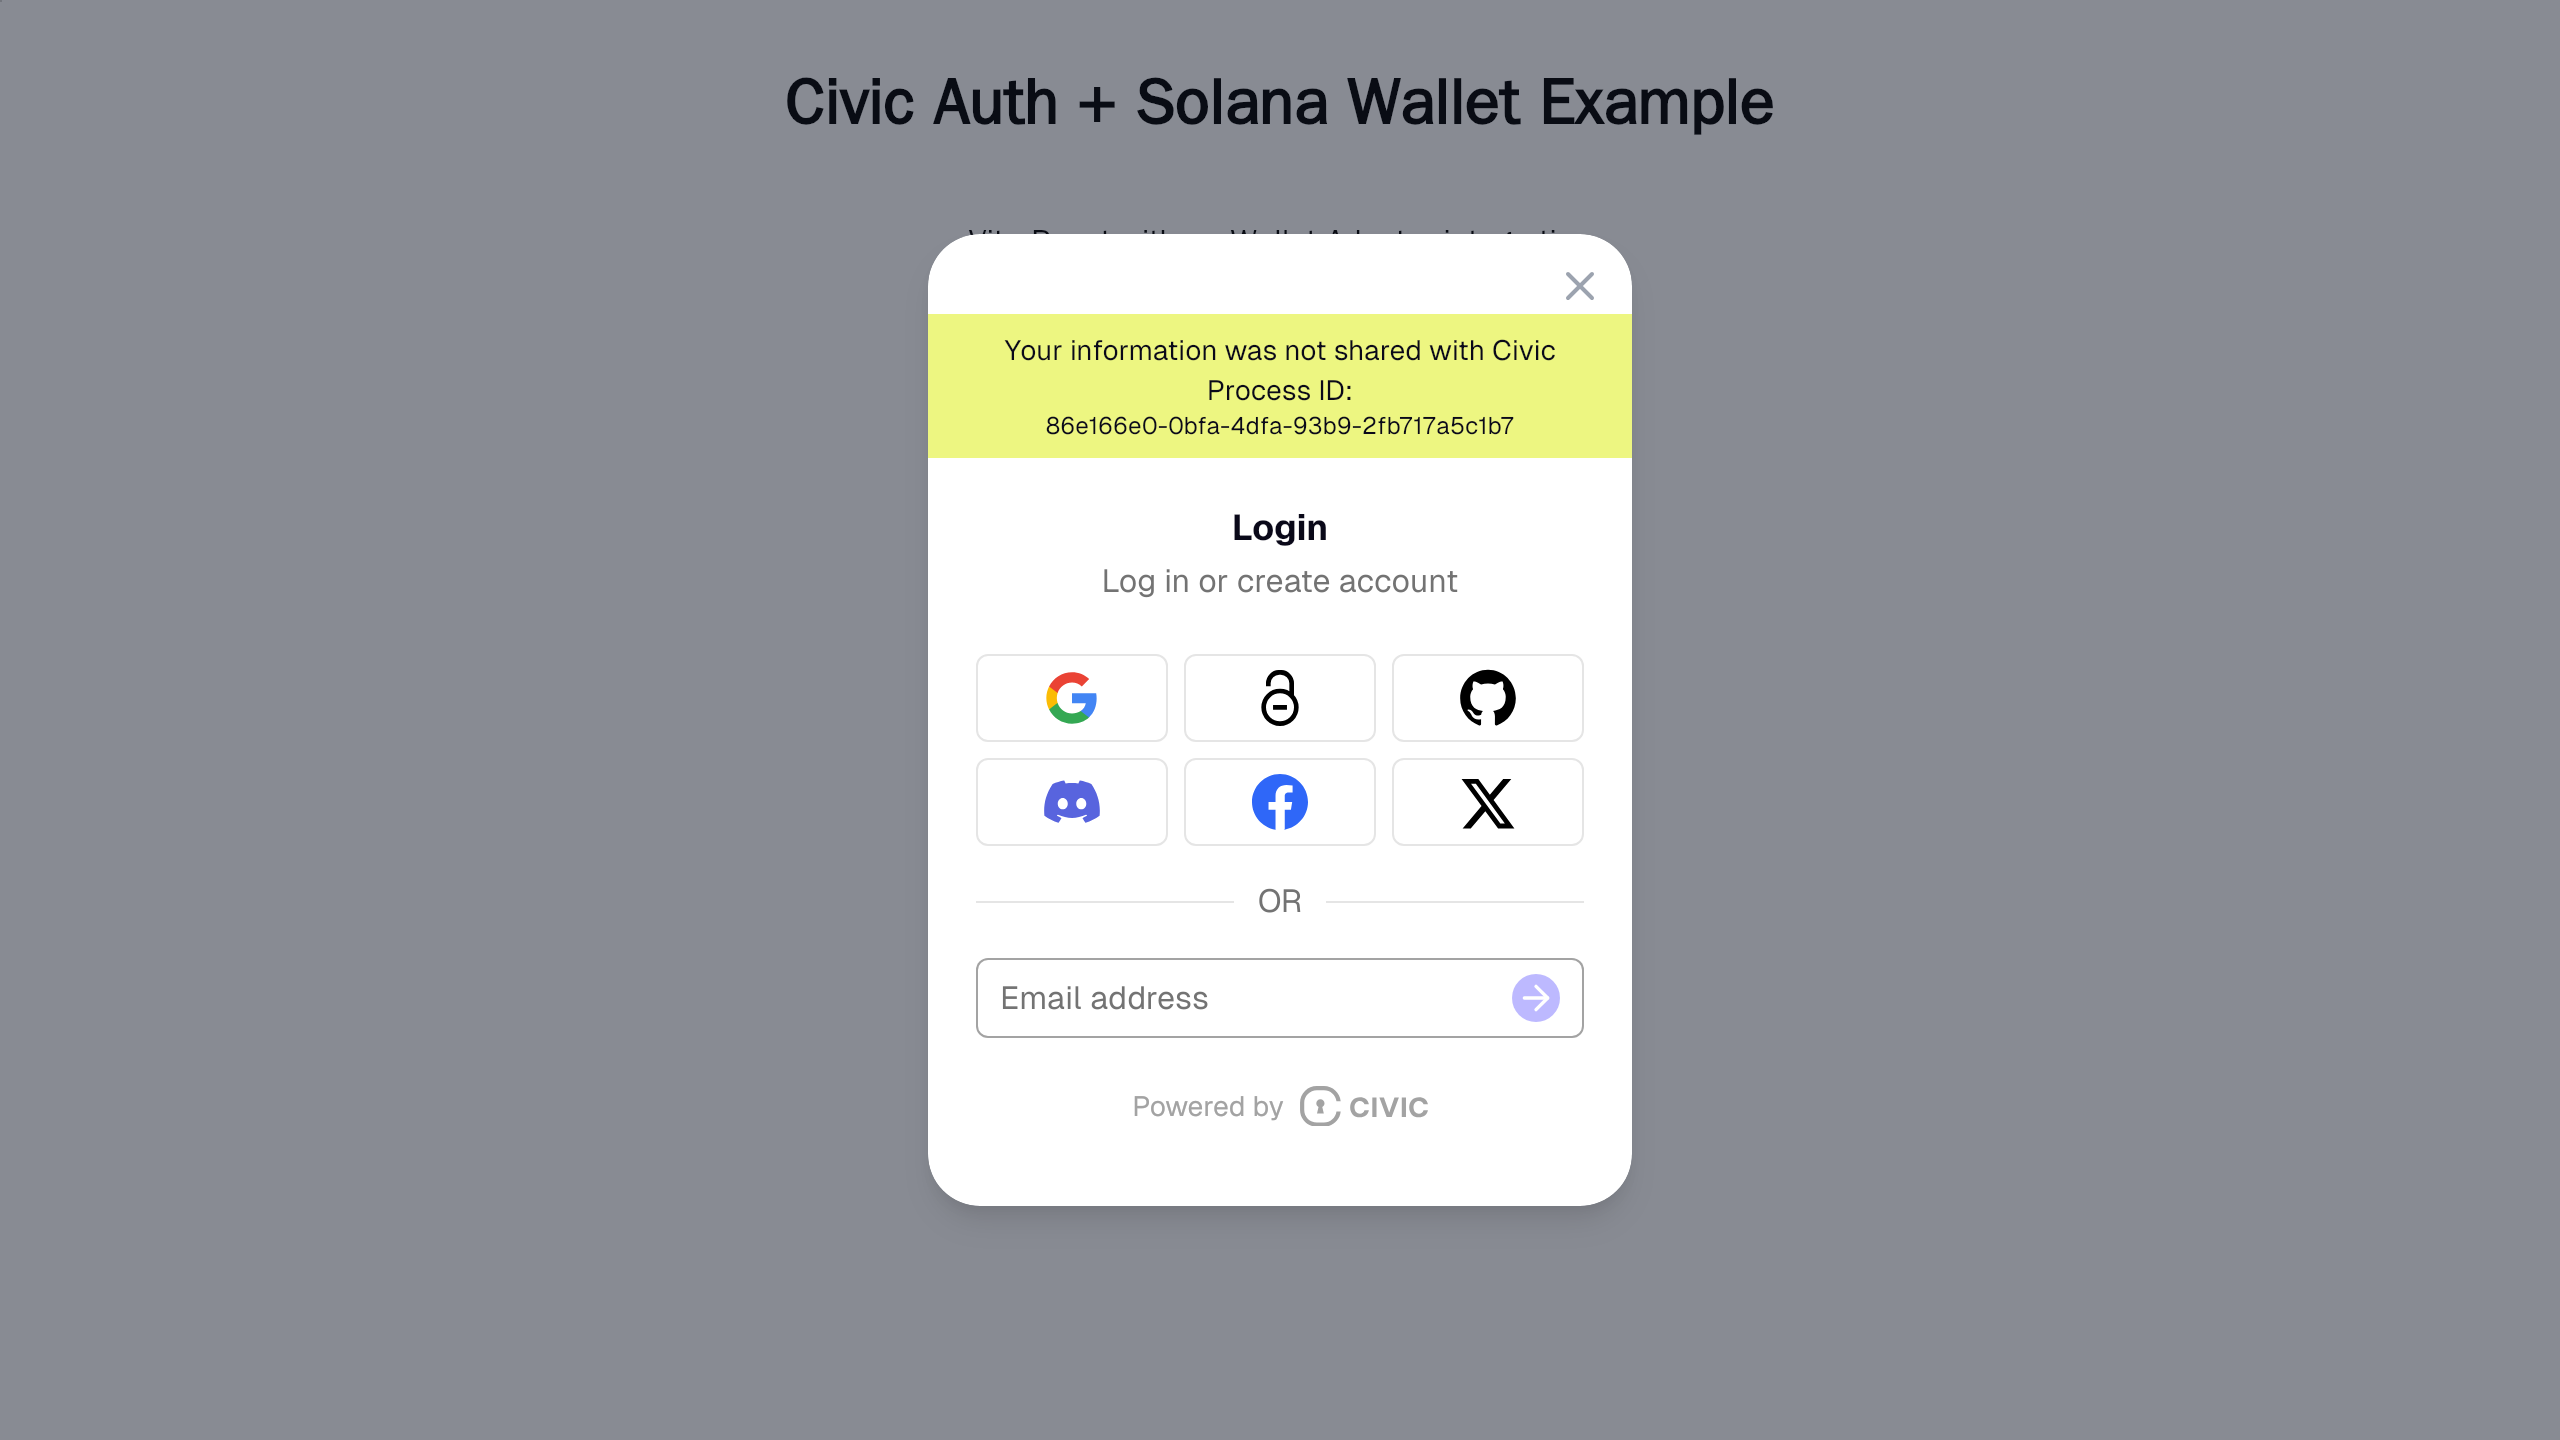 Civic Auth + Solana Wallet Example
Your information was not shared with Civic
Process ID:
86e166e0-0bfa-4dfa-93b9-2fb717a5c1b7
Login
Log in or create account
OR
Email address
Powered by CIVIC